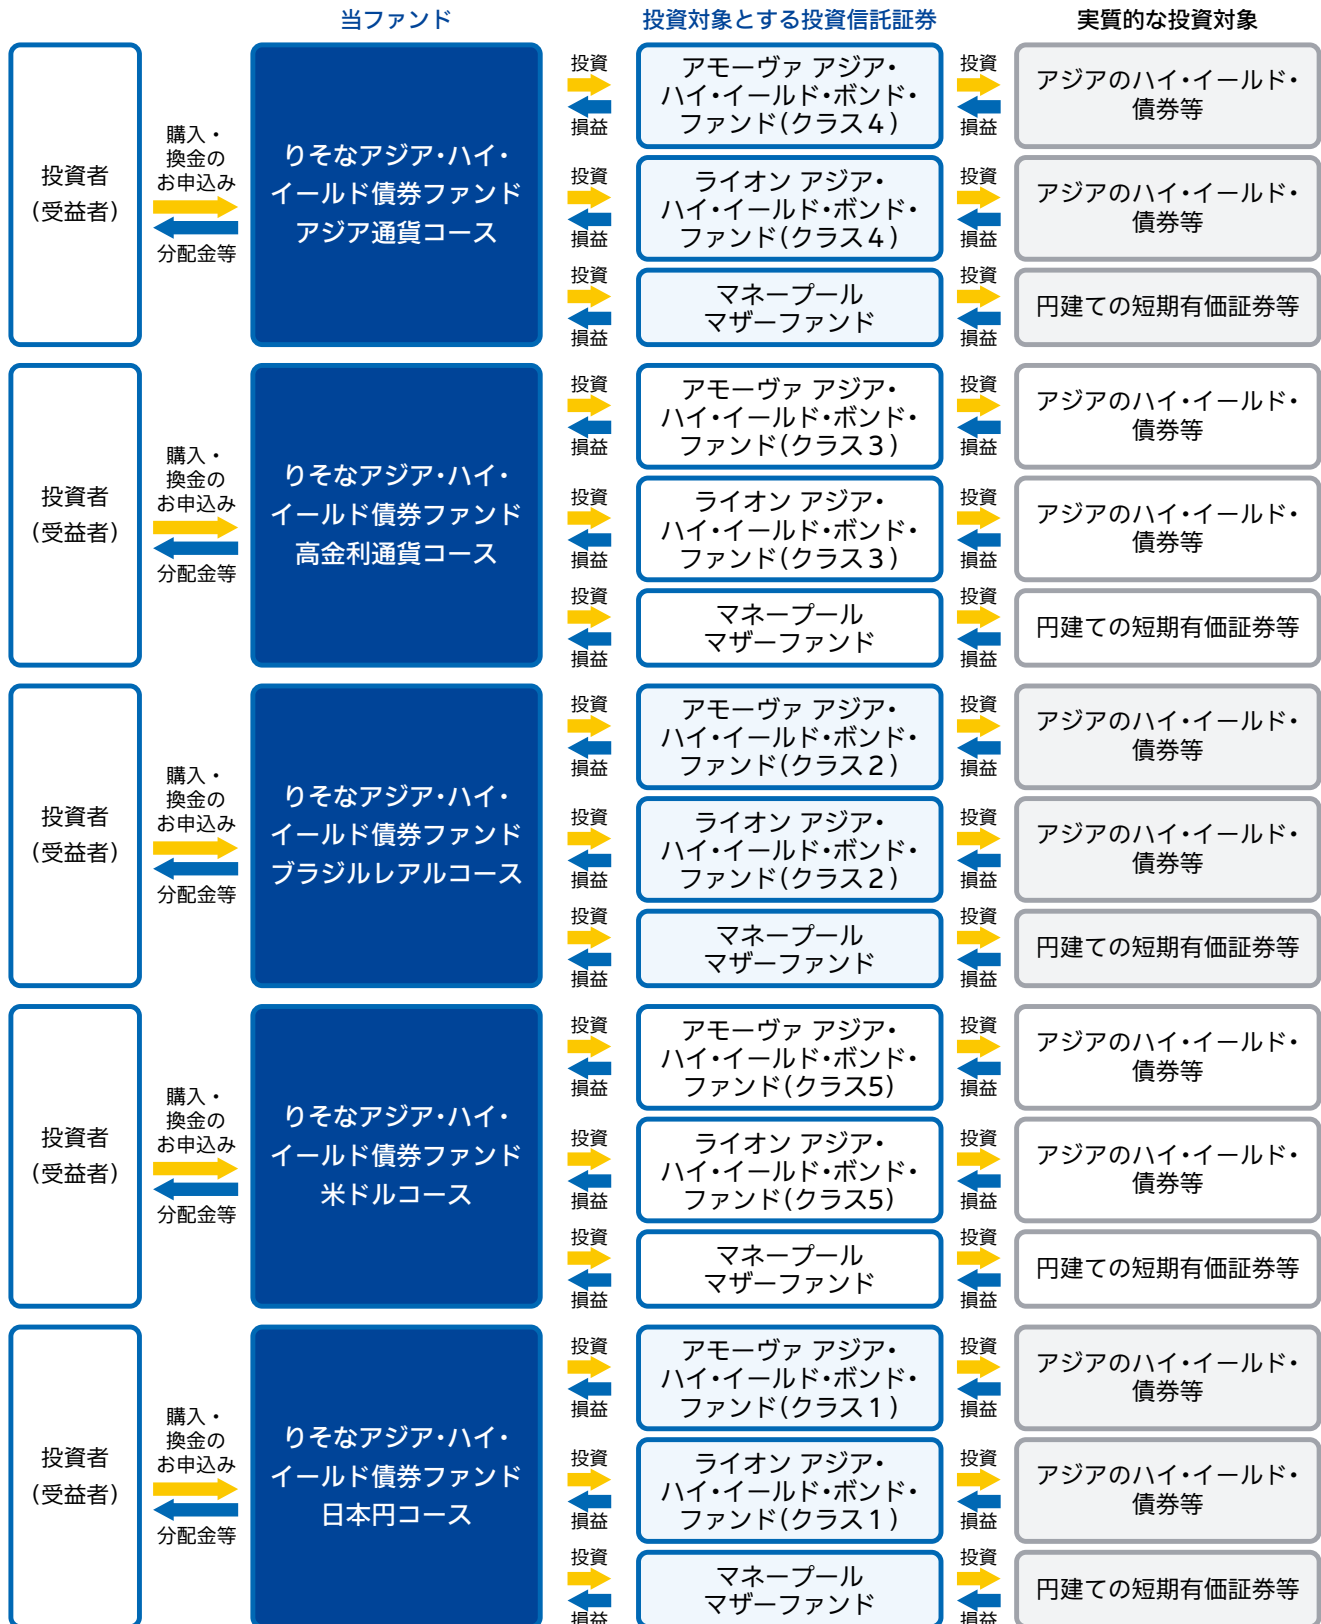 当ファンド
投資対象とする投資信託証券
実質的な投資対象
投資者
（受益者）
購入・
換金の
お申込み
分配金等
りそなアジア・ハイ・
イールド債券ファンド
アジア通貨コース
投資
損益
アモーヴァ アジア・
ハイ・イールド・ボンド・
ファンド（クラス４）
投資
損益
アジアのハイ・イールド・
債券等
投資
損益
ライオン アジア・
ハイ・イールド・ボンド・
ファンド（クラス４）
投資
損益
アジアのハイ・イールド・
債券等
投資
損益
マネープール
マザーファンド
投資
損益
円建ての短期有価証券等
投資者
（受益者）
購入・
換金の
お申込み
分配金等
りそなアジア・ハイ・
イールド債券ファンド
高金利通貨コース
投資
損益
アモーヴァ アジア・
ハイ・イールド・ボンド・
ファンド（クラス３）
投資
損益
アジアのハイ・イールド・
債券等
投資
損益
ライオン アジア・
ハイ・イールド・ボンド・
ファンド（クラス３）
投資
損益
アジアのハイ・イールド・
債券等
投資
損益
マネープール
マザーファンド
投資
損益
円建ての短期有価証券等
投資者
（受益者）
購入・
換金の
お申込み
分配金等
りそなアジア・ハイ・
イールド債券ファンド
ブラジルレアルコース
投資
損益
アモーヴァ アジア・
ハイ・イールド・ボンド・
ファンド（クラス２）
投資
損益
アジアのハイ・イールド・
債券等
投資
損益
ライオン アジア・
ハイ・イールド・ボンド・
ファンド（クラス２）
投資
損益
アジアのハイ・イールド・
債券等
投資
損益
マネープール
マザーファンド
投資
損益
円建ての短期有価証券等
投資者
（受益者）
購入・
換金の
お申込み
分配金等
りそなアジア・ハイ・
イールド債券ファンド
米ドルコース
投資
損益
アモーヴァ アジア・
ハイ・イールド・ボンド・
ファンド（クラス5）
投資
損益
アジアのハイ・イールド・
債券等
投資
損益
ライオン アジア・
ハイ・イールド・ボンド・
ファンド（クラス5）
投資
損益
アジアのハイ・イールド・
債券等
投資
損益
マネープール
マザーファンド
投資
損益
円建ての短期有価証券等
投資者
（受益者）
購入・
換金の
お申込み
分配金等
りそなアジア・ハイ・
イールド債券ファンド
日本円コース
投資
損益
アモーヴァ アジア・
ハイ・イールド・ボンド・
ファンド（クラス１）
投資
損益
アジアのハイ・イールド・
債券等
投資
損益
ライオン アジア・
ハイ・イールド・ボンド・
ファンド（クラス１）
投資
損益
アジアのハイ・イールド・
債券等
投資
損益
マネープール
マザーファンド
投資
損益
円建ての短期有価証券等